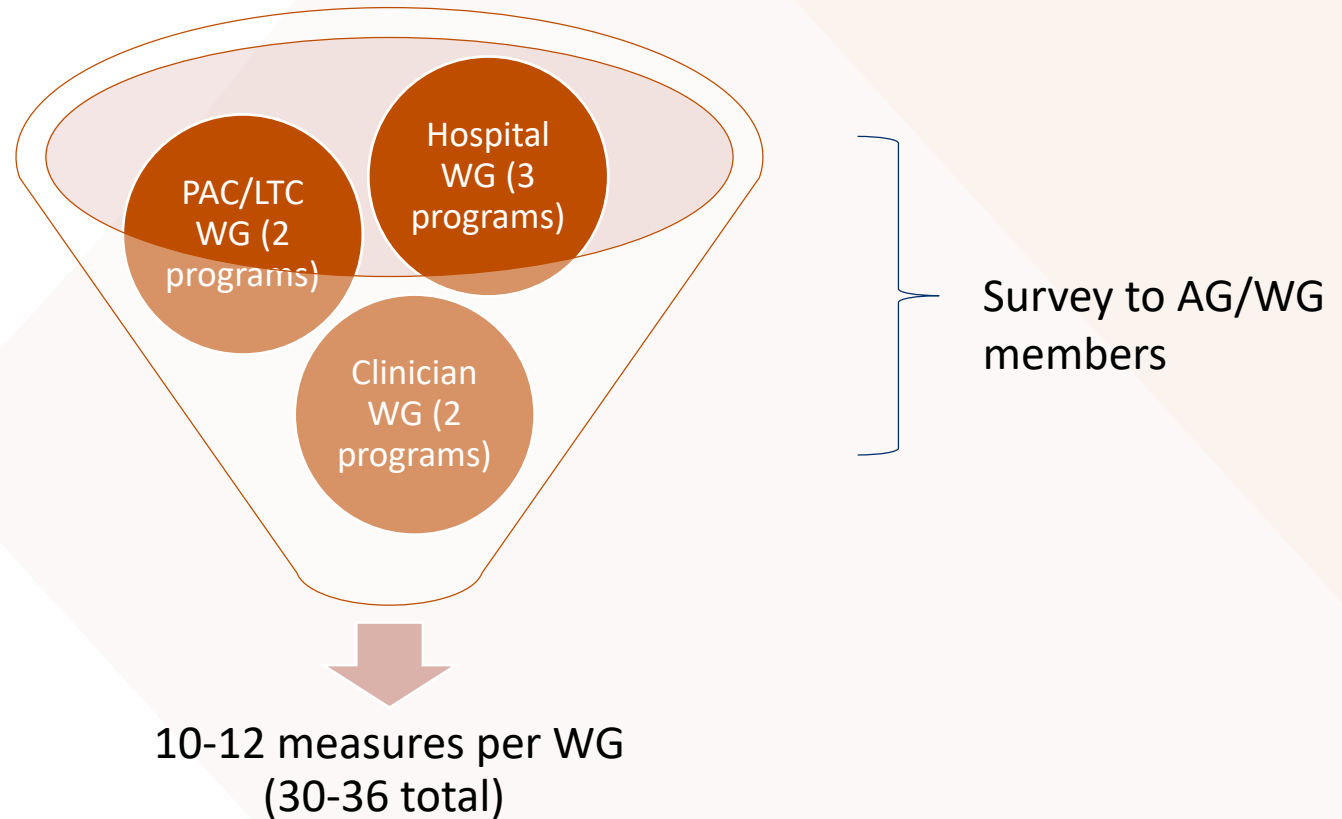 Hospital
WG (3
programs)
PAC/LTC
WG (2
programs)
Clinician
WG (2
programs)
Survey to AG/WG
members
10-12 measures per WG
(30-36 total)